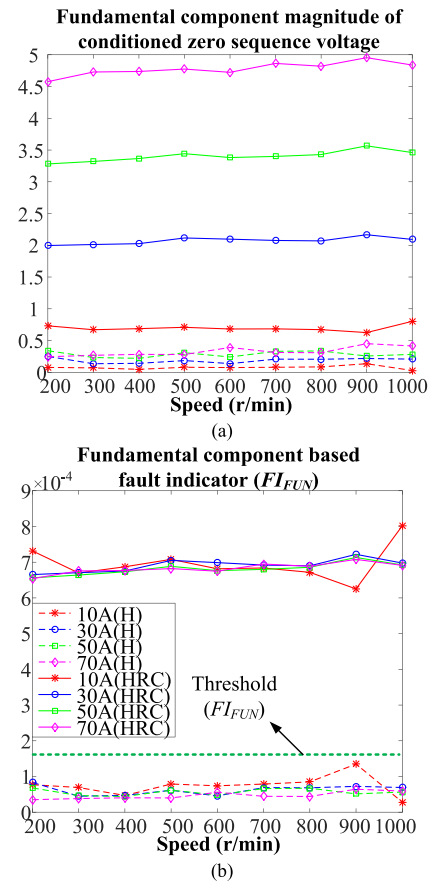 Fundamental component magnitude of
conditioned zero sequence voltage
5
4.5
4
3.5
3
2.5
2
1.5
1
0.5
0
200 300 400 500 600 700 800 900 1000
Speed (r/min)
(a)
Fundamental component based
fault indicator (FI_FUN)
×10^-4
9
8
7
6
5
4
3
2
1
0
10A(H)
30A(H)
50A(H)
70A(H)
10A(HRC)
30A(HRC)
50A(HRC)
70A(HRC)
Threshold
(FI_FUN)
200 300 400 500 600 700 800 900 1000
Speed (r/min)
(b)